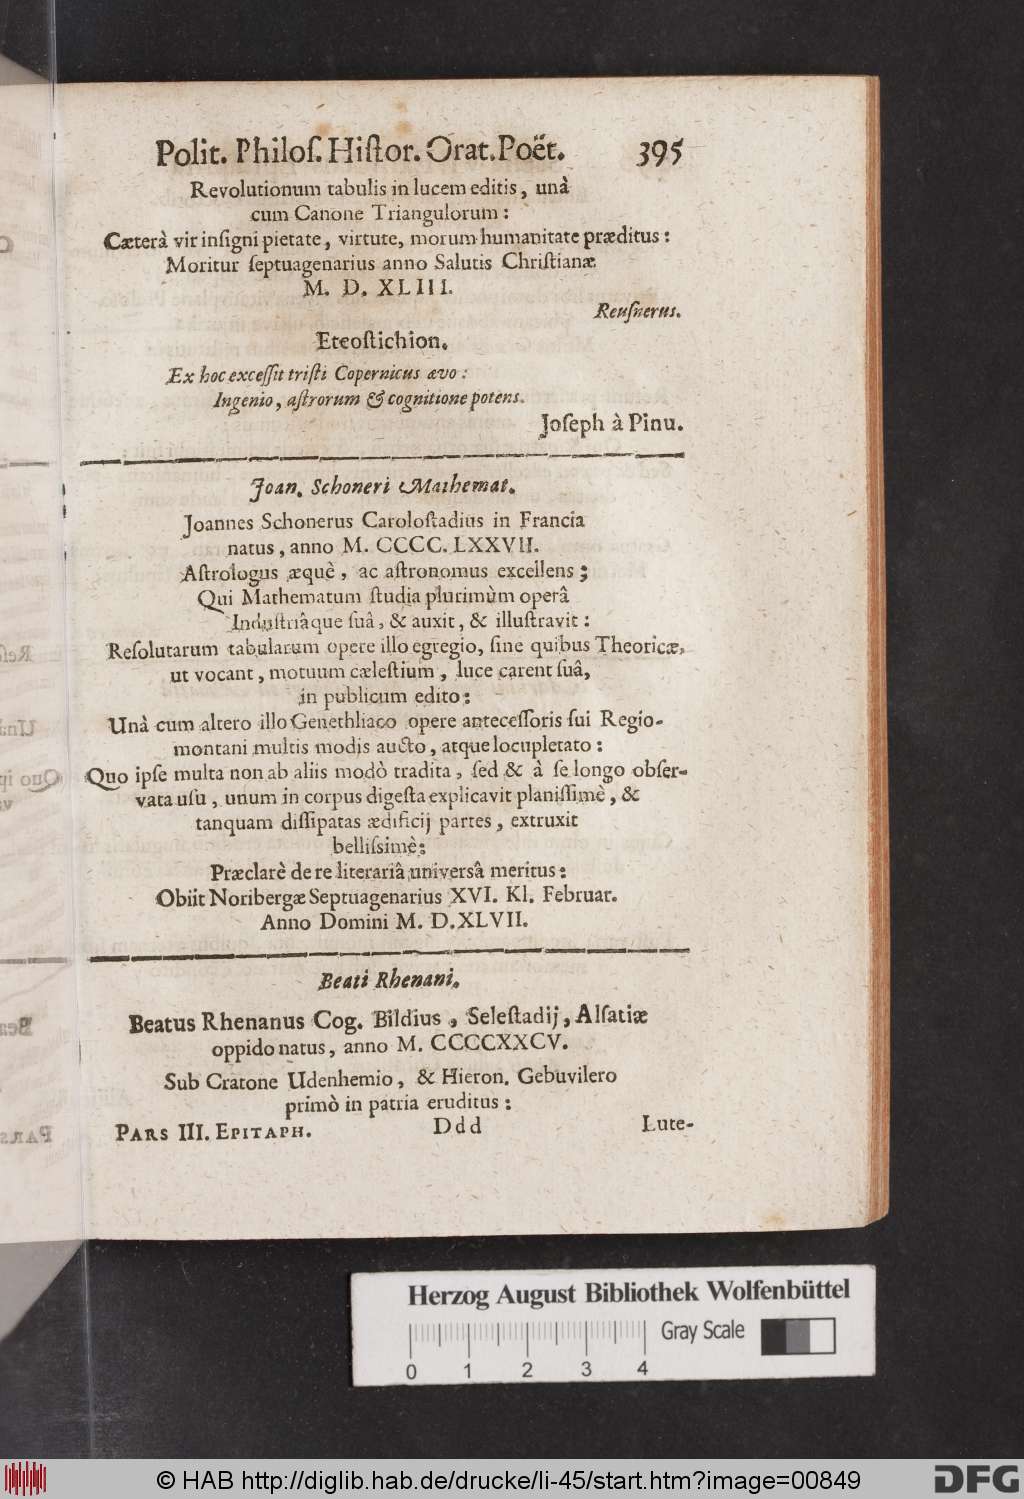 Polit. Philoſ. Hiſtor. Orat. Poët. 395
Revolutionum tabulis in lucem editis, unà
cum Canone Triangulorum:
Cæterà vir inſigni pietate, virtute, morum humanitate præditus:
Moritur ſeptuagenarius anno Salutis Chriſtianæ
M. D. XLIII.
Reuſnerus.
Eteoſtichion.
Ex hoc exceſſit triſti Copernicus ævo:
Ingenio, aſtrorum & cognitione potens.
Joſeph à Pinu.
Joan. Schoneri Mathemat.
Joannes Schonerus Caroloſtadius in Francia
natus, anno M. CCCC. LXXVII.
Aſtrologus æquè, ac aſtronomus excellens;
Qui Mathematum ſtudia plurimùm operâ
Induſtriâque ſuâ, & auxit, & illuſtravit:
Reſolutarum tabularum opere illo egregio, ſine quibus Theoricæ,
ut vocant, motuum cæleſtium, luce carent ſuâ,
in publicum edito:
Unà cum altero illo Genethliaco opere anteceſſoris ſui Regio-
montani multis modis aucto, atque locupletato:
Quo ipſe multa non ab aliis modò tradita, ſed & à ſe longo obſer-
vata uſu, unum in corpus digeſta explicavit planiſſimè, &
tanquam diſſipatas ædificij partes, extruxit
belliſsimè:
Præclarè de re literariâ universâ meritus:
Obiit Noribergæ Septuagenarius XVI. Kl. Februar.
Anno Domini M. D. XLVII.
Beati Rhenani.
Beatus Rhenanus Cog. Bildius, Seleſtadij, Alſatiæ
oppido natus, anno M. CCCCXXCV.
Sub Cratone Udenhemio, & Hieron. Gebuvilero
primò in patria eruditus:
PARS III. EPITAPH. Ddd Lute-
Herzog August Bibliothek Wolfenbüttel
Gray Scale
0 1 2 3 4
© HAB http://diglib.hab.de/drucke/li-45/start.htm?image=00849
DFG